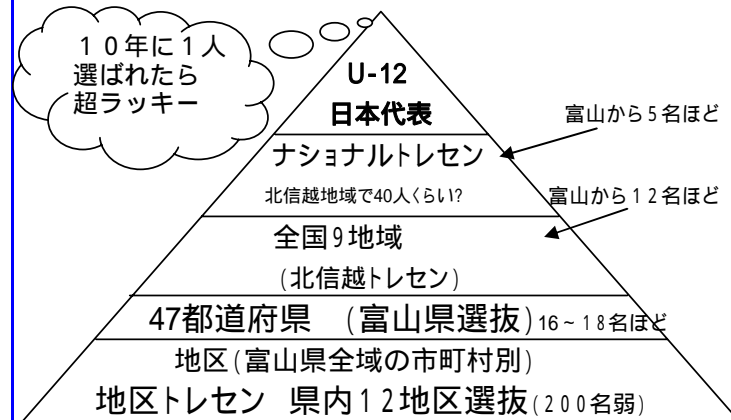 １０年に１人
選ばれたら
超ラッキー
U-12
日本代表
富山から５名ほど
ナショナルトレセン
北信越地域で40人くらい?
富山から１２名ほど
全国9地域
(北信越トレセン)
47都道府県 (富山県選抜)16~18名ほど
地区(富山県全域の市町村別)
地区トレセン 県内１２地区選抜(２００名弱)